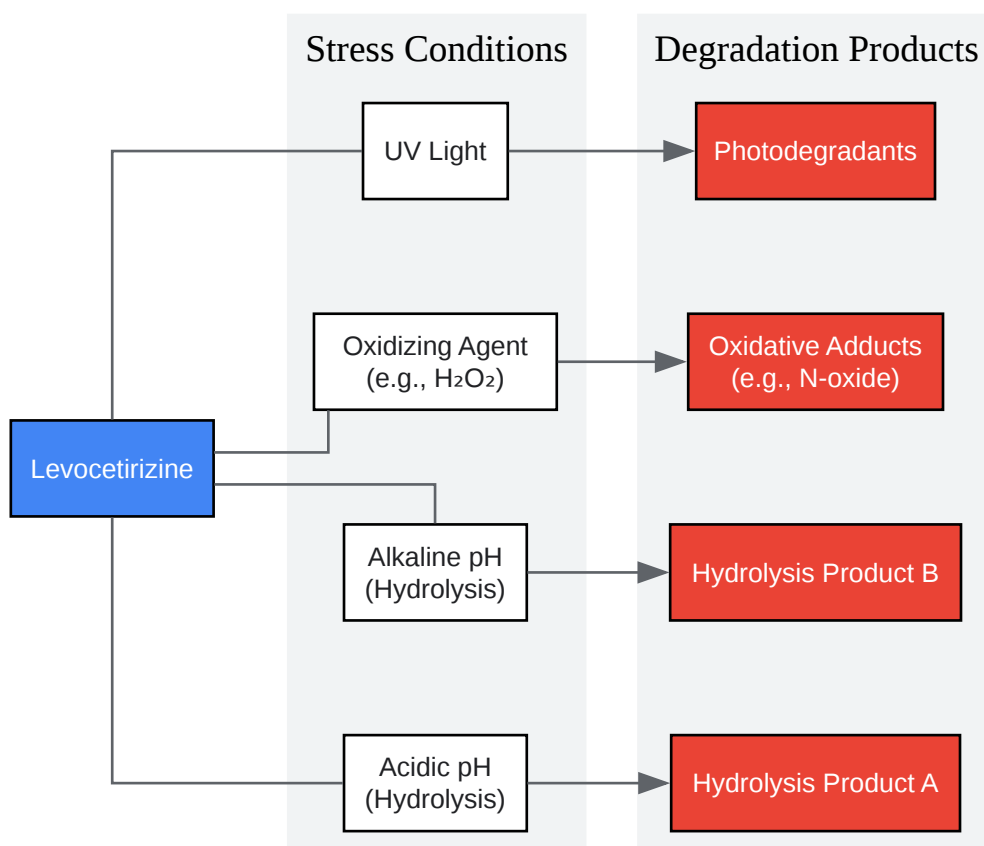 Stress Conditions
Degradation Products
UV Light
Photodegradants
Oxidizing Agent
(e.g., H₂O₂)
Oxidative Adducts
(e.g., N-oxide)
Levocetirizine
Alkaline pH
(Hydrolysis)
Hydrolysis Product B
Acidic pH
(Hydrolysis)
Hydrolysis Product A